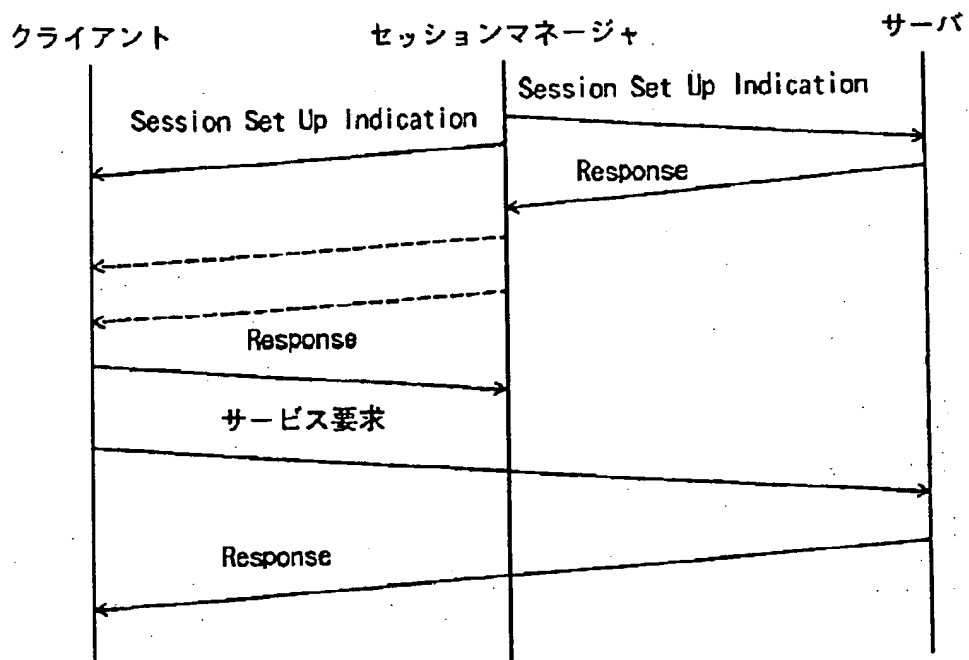 クライアント
セッションマネージャ
サーバ
Session Set Up Indication
Session Set Up Indication
Response
Response
サービス要求
Response